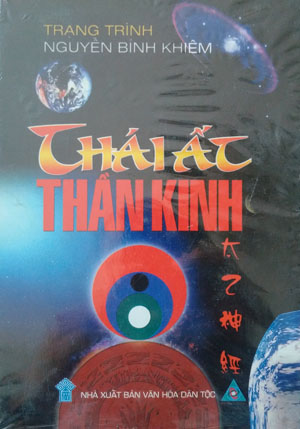 TRẠNG TRÌNH
NGUYỄN BỈNH KHIÊM
THÁI ẤT
THẦN KINH
太
乙
神
經
NHÀ XUẤT BẢN VĂN HÓA DÂN TỘC